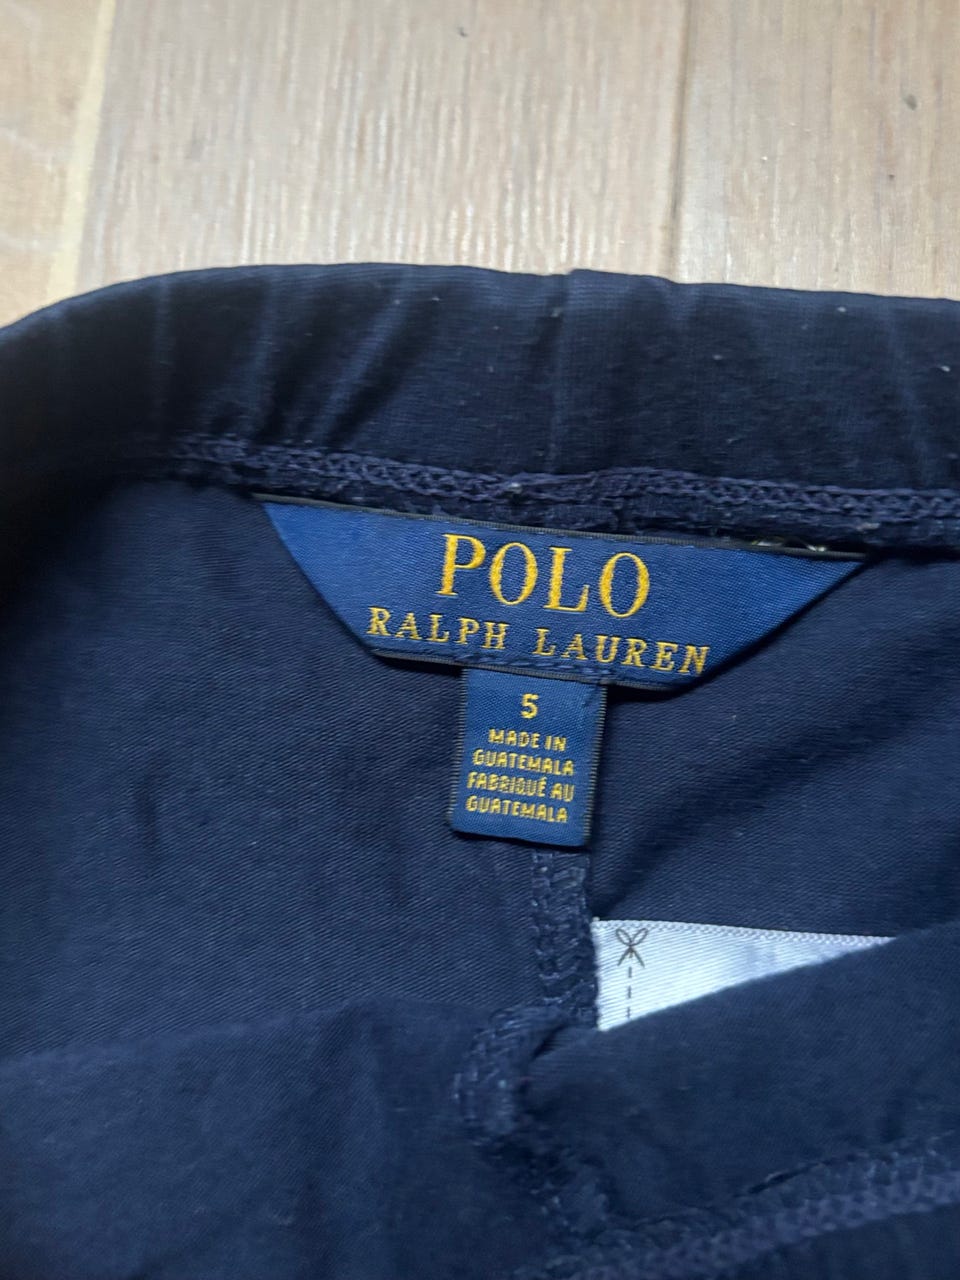 POLO
RALPH LAUREN
5
MADE IN
GUATEMALA
FABRIQUÉ AU
GUATEMALA